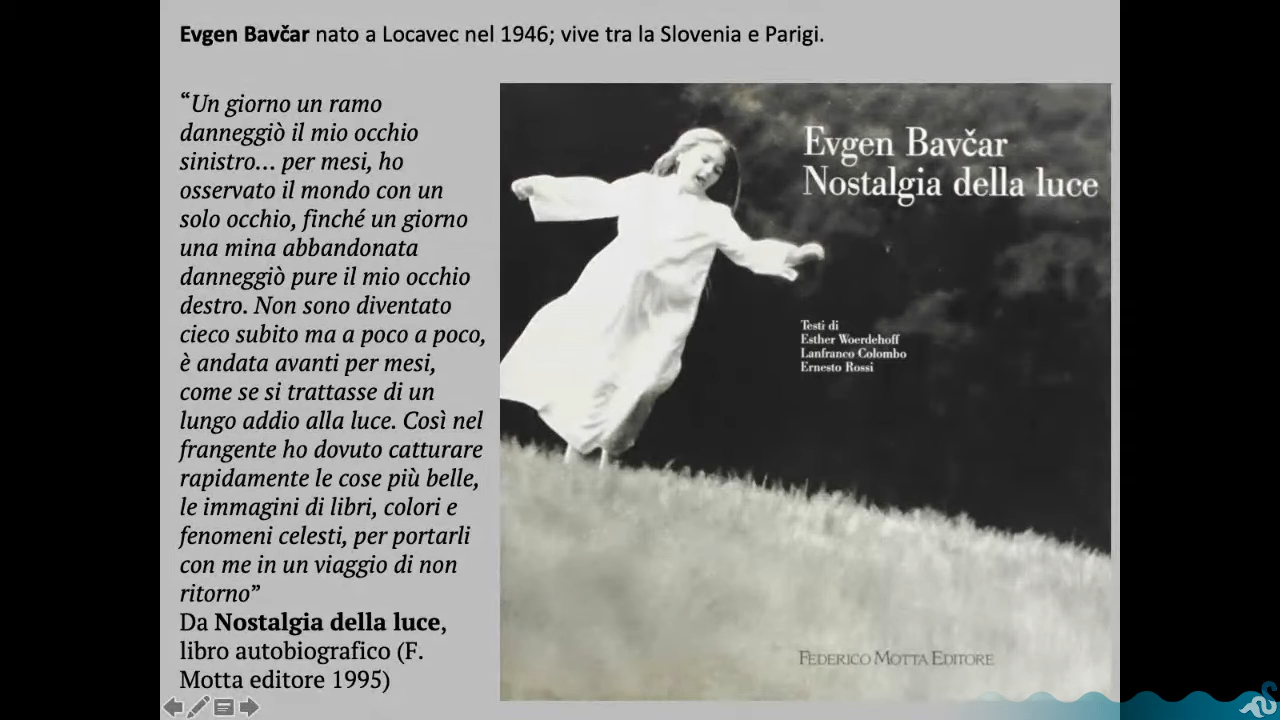 Evgen Bavčar nato a Locavec nel 1946; vive tra la Slovenia e Parigi.
“Un giorno un ramo
danneggiò il mio occhio
sinistro... per mesi, ho
osservato il mondo con un
solo occhio, finché un giorno
una mina abbandonata
danneggiò pure il mio occhio
destro. Non sono diventato
cieco subito ma a poco a poco,
è andata avanti per mesi,
come se si trattasse di un
lungo addio alla luce. Così nel
frangente ho dovuto catturare
rapidamente le cose più belle,
le immagini di libri, colori e
fenomeni celesti, per portarli
con me in un viaggio di non
ritorno”
Da Nostalgia della luce,
libro autobiografico (F.
Motta editore 1995)
Evgen Bavčar
Nostalgia della luce
Testi di
Esther Woerdehoff
Lanfranco Colombo
Ernesto Rossi
FEDERICO MOTTA EDITORE